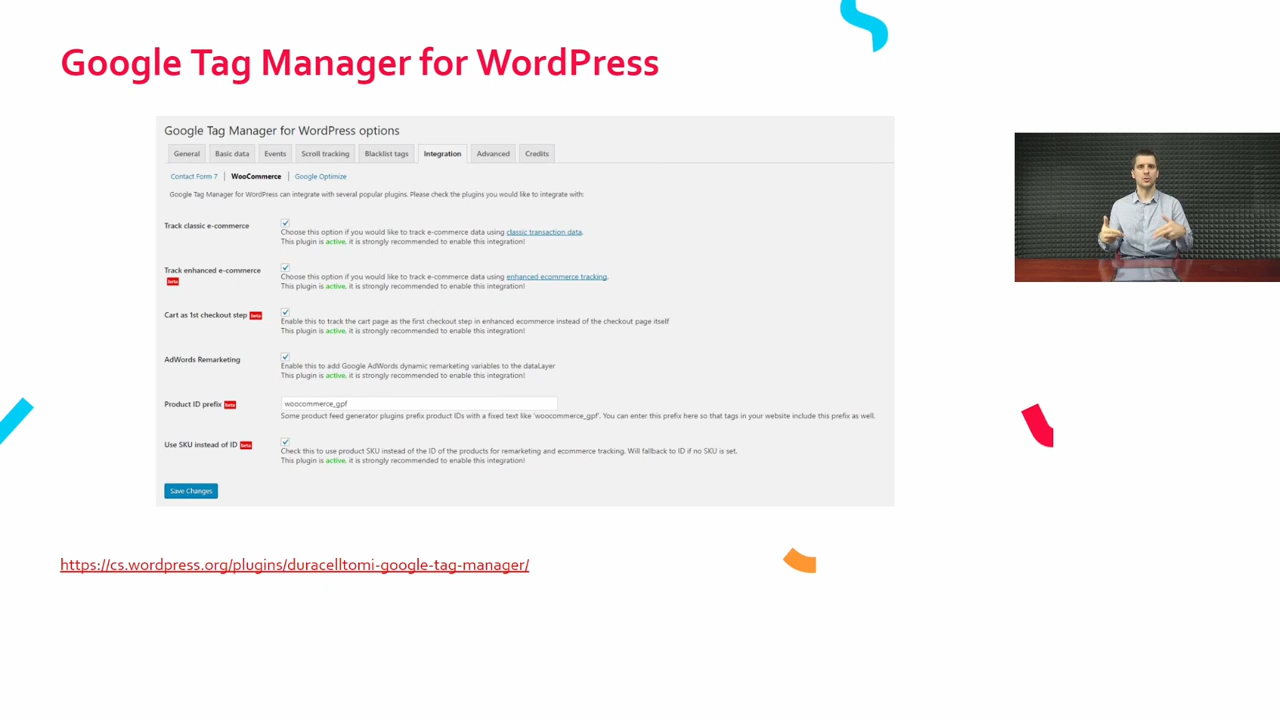 Google Tag Manager for WordPress
Google Tag Manager for WordPress options
General Basic data Events Scroll tracking Blacklist tags Integration Advanced Credits
Contact Form 7 | WooCommerce | Google Optimize
Google Tag Manager for WordPress can integrate with several popular plugins. Please check the plugins you would like to integrate with:
Track classic e-commerce
Choose this option if you would like to track e-commerce data using classic transaction data.
This plugin is active, it is strongly recommended to enable this integration!
Track enhanced e-commerce
beta
Choose this option if you would like to track e-commerce data using enhanced ecommerce tracking.
This plugin is active, it is strongly recommended to enable this integration!
Cart as 1st checkout step beta
Enable this to track the cart page as the first checkout step in enhanced ecommerce instead of the checkout page itself
This plugin is active, it is strongly recommended to enable this integration!
AdWords Remarketing
Enable this to add Google AdWords dynamic remarketing variables to the dataLayer
This plugin is active, it is strongly recommended to enable this integration!
Product ID prefix beta
woocommerce_gpf
Some product feed generator plugins prefix product IDs with a fixed text like 'woocommerce_gpf'. You can enter this prefix here so that tags in your website include this prefix as well.
Use SKU instead of ID beta
Check this to use product SKU instead of the ID of the products for remarketing and ecommerce tracking. Will fallback to ID if no SKU is set.
This plugin is active, it is strongly recommended to enable this integration!
Save Changes
https://cs.wordpress.org/plugins/duracelltomi-google-tag-manager/